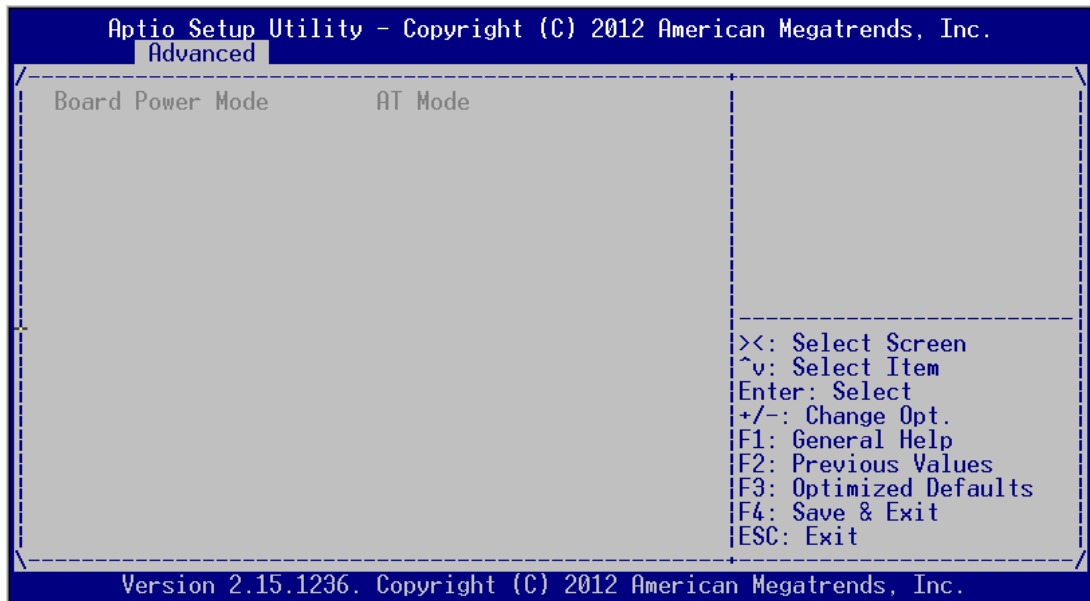 Aptio Setup Utility - Copyright (C) 2012 American Megatrends, Inc.
Advanced
Board Power Mode AT Mode
><: Select Screen
^v: Select Item
Enter: Select
+/-: Change Opt.
F1: General Help
F2: Previous Values
F3: Optimized Defaults
F4: Save & Exit
ESC: Exit
Version 2.15.1236. Copyright (C) 2012 American Megatrends, Inc.